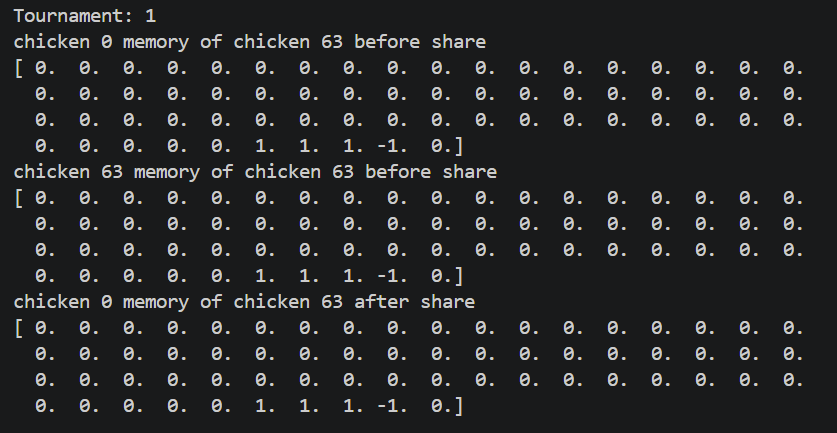 Tournament: 1
chicken 0 memory of chicken 63 before share
[ 0.  0.  0.  0.  0.  0.  0.  0.  0.  0.  0.  0.  0.  0.  0.  0.  0.  0.
  0.  0.  0.  0.  0.  0.  0.  0.  0.  0.  0.  0.  0.  0.  0.  0.  0.  0.
  0.  0.  0.  0.  0.  0.  0.  0.  0.  0.  0.  0.  0.  0.  0.  0.  0.  0.
  0.  0.  0.  0.  0.  1.  1.  1. -1.  0.]
chicken 63 memory of chicken 63 before share
[ 0.  0.  0.  0.  0.  0.  0.  0.  0.  0.  0.  0.  0.  0.  0.  0.  0.  0.
  0.  0.  0.  0.  0.  0.  0.  0.  0.  0.  0.  0.  0.  0.  0.  0.  0.  0.
  0.  0.  0.  0.  0.  0.  0.  0.  0.  0.  0.  0.  0.  0.  0.  0.  0.  0.
  0.  0.  0.  0.  0.  1.  1.  1. -1.  0.]
chicken 0 memory of chicken 63 after share
[ 0.  0.  0.  0.  0.  0.  0.  0.  0.  0.  0.  0.  0.  0.  0.  0.  0.  0.
  0.  0.  0.  0.  0.  0.  0.  0.  0.  0.  0.  0.  0.  0.  0.  0.  0.  0.
  0.  0.  0.  0.  0.  0.  0.  0.  0.  0.  0.  0.  0.  0.  0.  0.  0.  0.
  0.  0.  0.  0.  0.  1.  1.  1. -1.  0.]